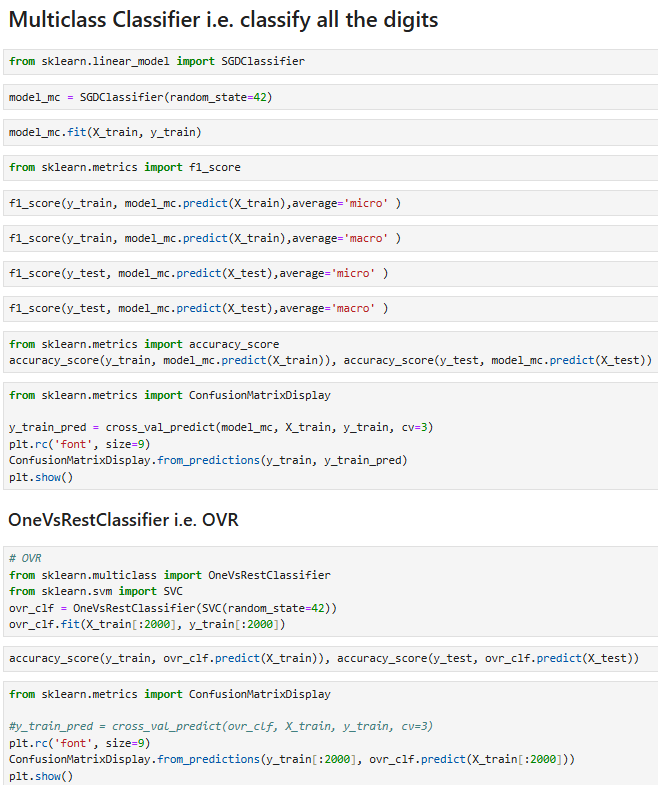 Multiclass Classifier i.e. classify all the digits
from sklearn.linear_model import SGDClassifier
model_mc = SGDClassifier(random_state=42)
model_mc.fit(X_train, y_train)
from sklearn.metrics import f1_score
f1_score(y_train, model_mc.predict(X_train),average='micro' )
f1_score(y_train, model_mc.predict(X_train),average='macro' )
f1_score(y_test, model_mc.predict(X_test),average='micro' )
f1_score(y_test, model_mc.predict(X_test),average='macro' )
from sklearn.metrics import accuracy_score
accuracy_score(y_train, model_mc.predict(X_train)), accuracy_score(y_test, model_mc.predict(X_test))
from sklearn.metrics import ConfusionMatrixDisplay
y_train_pred = cross_val_predict(model_mc, X_train, y_train, cv=3)
plt.rc('font', size=9)
ConfusionMatrixDisplay.from_predictions(y_train, y_train_pred)
plt.show()
OneVsRestClassifier i.e. OVR
# OVR
from sklearn.multiclass import OneVsRestClassifier
from sklearn.svm import SVC
ovr_clf = OneVsRestClassifier(SVC(random_state=42))
ovr_clf.fit(X_train[:2000], y_train[:2000])
accuracy_score(y_train, ovr_clf.predict(X_train)), accuracy_score(y_test, ovr_clf.predict(X_test))
from sklearn.metrics import ConfusionMatrixDisplay
#y_train_pred = cross_val_predict(ovr_clf, X_train, y_train, cv=3)
plt.rc('font', size=9)
ConfusionMatrixDisplay.from_predictions(y_train[:2000], ovr_clf.predict(X_train[:2000]))
plt.show()